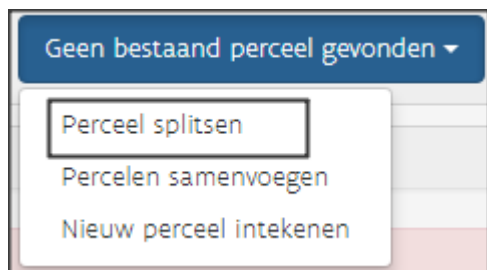 Geen bestaand perceel gevonden
Perceel splitsen
Percelen samenvoegen
Nieuw perceel intekenen